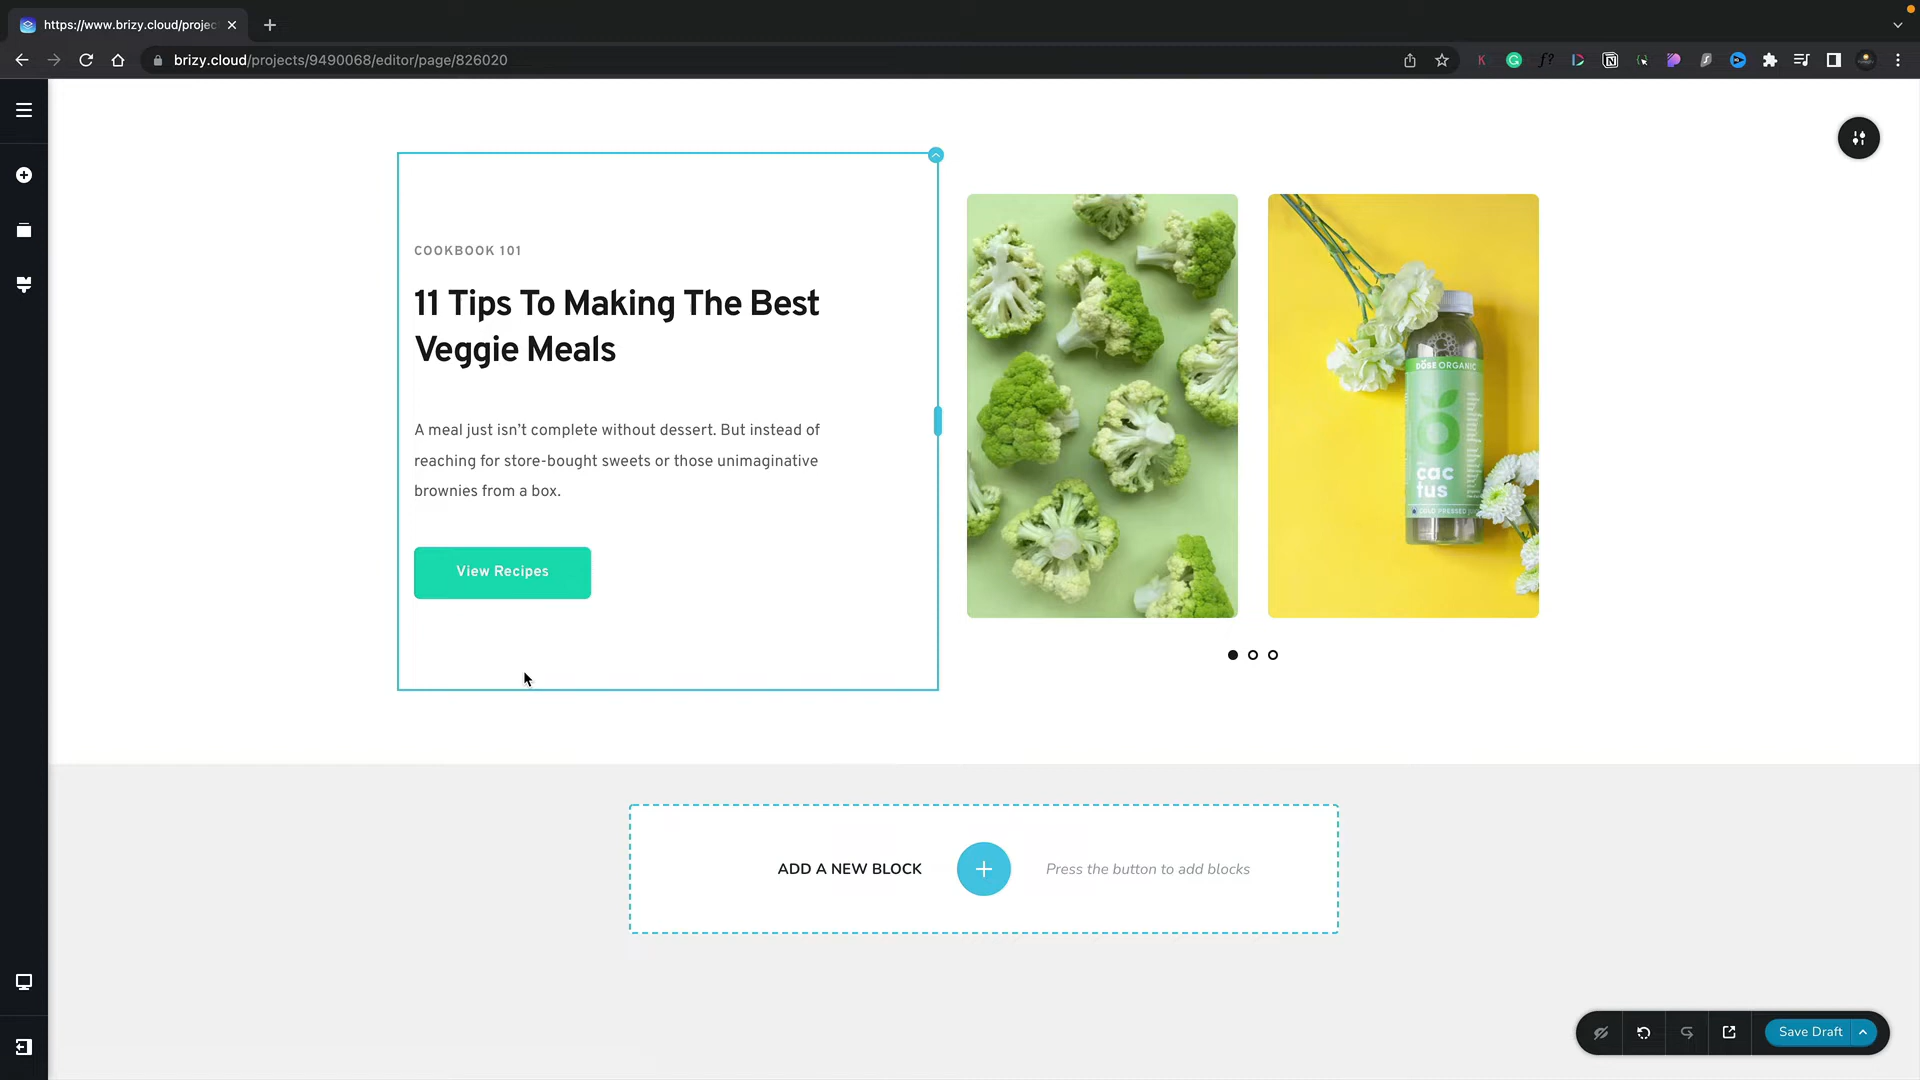 https://www.brizy.cloud/projec
brizy.cloud/projects/9490068/editor/page/826020
COOKBOOK 101
11 Tips To Making The Best
Veggie Meals
A meal just isn’t complete without dessert. But instead of
reaching for store-bought sweets or those unimaginative
brownies from a box.
View Recipes
DÖSE ORGANIC
cac
tus
COLD PRESSED
ADD A NEW BLOCK
Press the button to add blocks
Save Draft